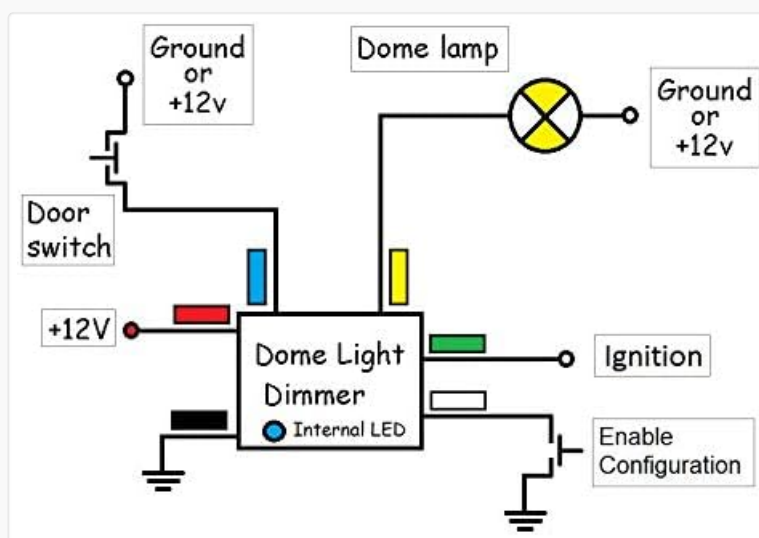 Ground
or
+12v
Dome lamp
Ground
or
+12v
Door
switch
+12V
Dome Light
Dimmer
Internal LED
Ignition
Enable
Configuration